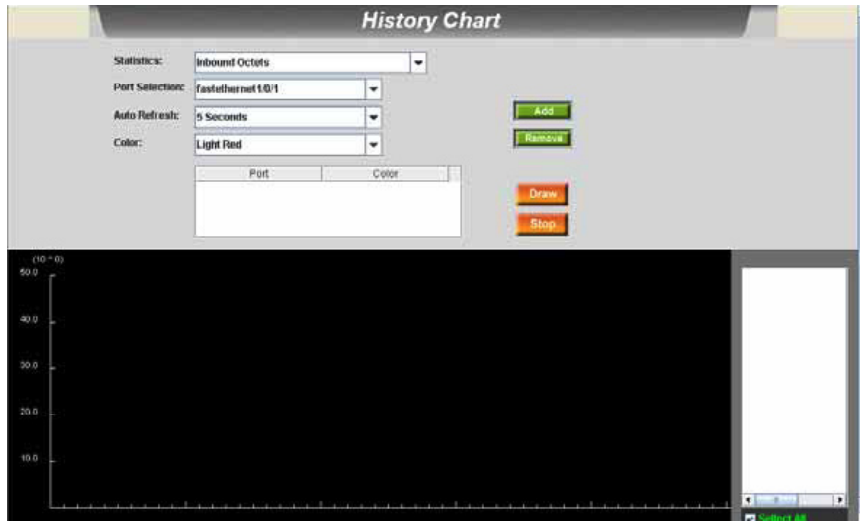 History Chart
Statistics: Inbound Octets
Port Selection: fastethernet1/0/1
Auto Refresh: 5 Seconds
Add
Color: Light Red
Remove
Port Color
Draw
Stop
(10 ^ 0)
50.0
40.0
30.0
20.0
10.0
Sellect All